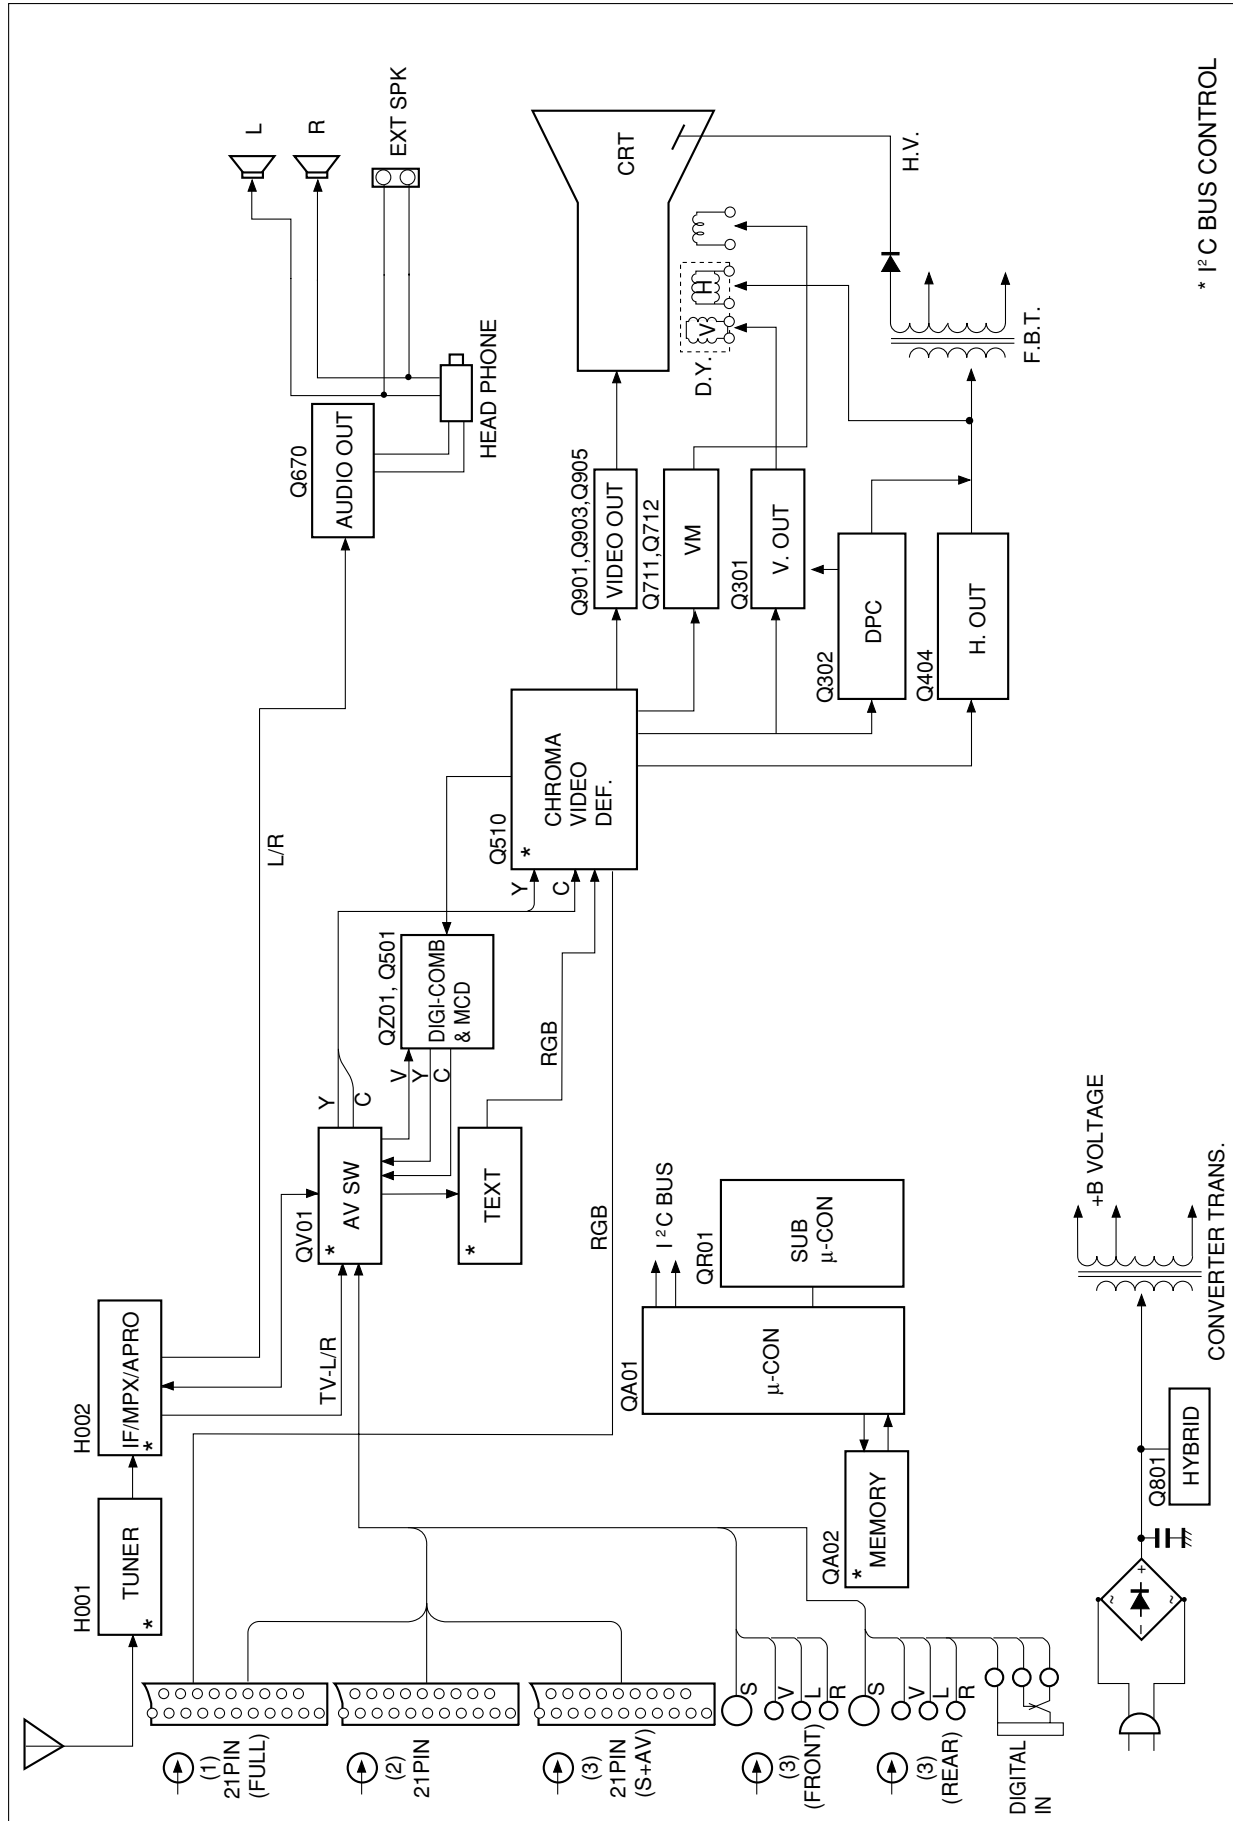 H001
TUNER
*
H002
IF/MPX/APRO
*
L/R
TV-L/R
Q670
AUDIO OUT
HEAD PHONE
L
R
EXT SPK
(1)
21PIN
(FULL)
(2)
21PIN
(3)
21PIN
(S+AV)
(3)
(FRONT)
S
V
L
R
(3)
(REAR)
S
V
L
R
DIGITAL
IN
QV01
AV SW
*
Y
C
V
Y
C
TEXT
*
RGB
RGB
QZ01, Q501
DIGI-COMB
& MCD
Y
C
Q510
*
CHROMA
VIDEO
DEF.
Q901,Q903,Q905
VIDEO OUT
Q711,Q712
VM
Q301
V. OUT
Q302
DPC
Q404
H. OUT
CRT
D.Y.
V
H
H.V.
F.B.T.
QA02
MEMORY
*
QA01
µ-CON
I²C BUS
QR01
SUB
µ-CON
~
~
−
+
Q801
HYBRID
+B VOLTAGE
CONVERTER TRANS.
* I²C BUS CONTROL